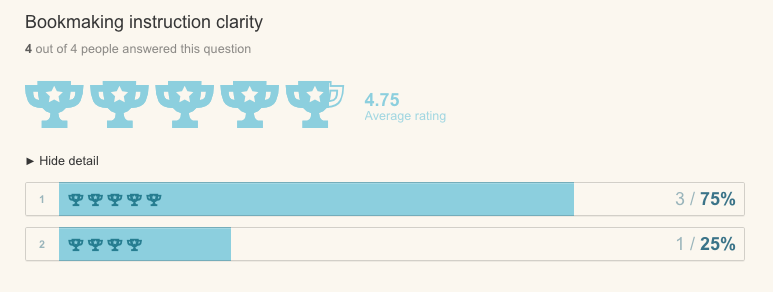 Bookmaking instruction clarity
4 out of 4 people answered this question
4.75
Average rating
► Hide detail
1 3 / 75%
2 1 / 25%